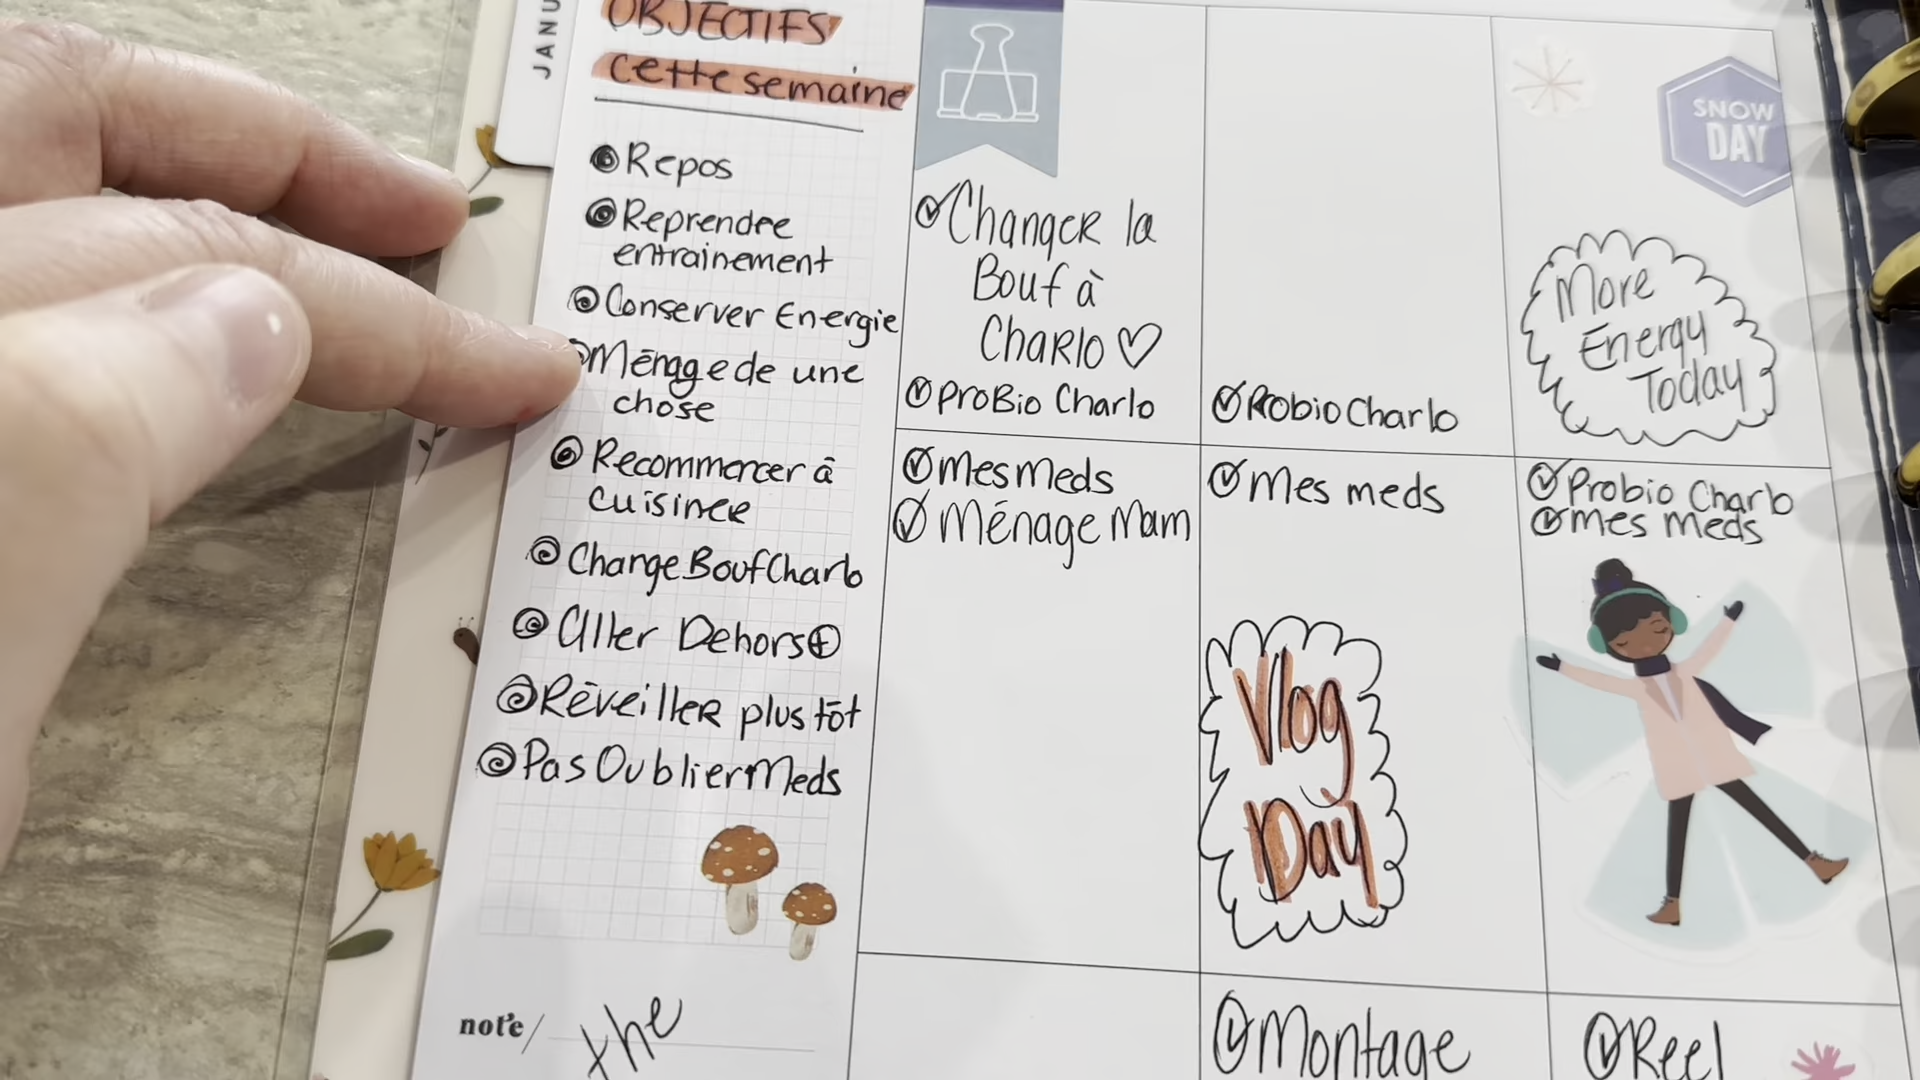 JANU
OBJECTIFS
cette semaine
Repos
Reprendre
entrainement
Conserver Energie
Ménage de une
chose
Recommencer à
cuisiner
Change Bouf Charlo
Aller Dehors +
Réveiller plus tôt
Pas Oublier Meds
note/ the
Changer la
Bouf à
Charlo ♡
ProBio Charlo
Mes Meds
Ménage Mam
Probio Charlo
Mes meds
Vlog
Day
Montage
SNOW
DAY
More
Energy
Today
Probio Charlo
Mes Meds
Reel